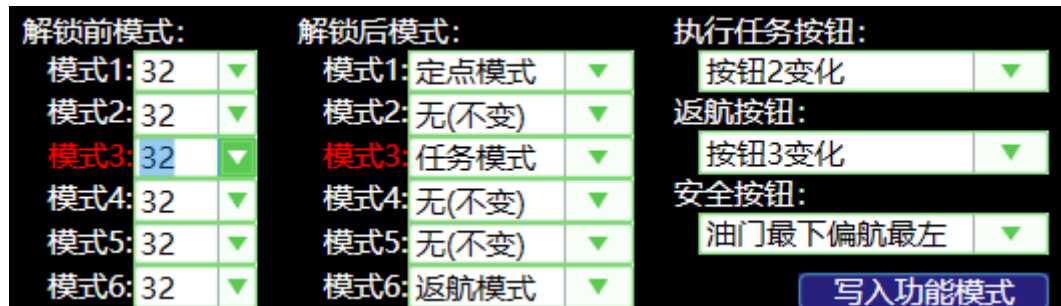 解锁前模式: 解锁后模式: 执行任务按钮:
模式1: 32 模式1: 定点模式 按钮2变化
模式2: 32 模式2: 无(不变) 返航按钮:
模式3: 32 模式3: 任务模式 按钮3变化
模式4: 32 模式4: 无(不变) 安全按钮:
模式5: 32 模式5: 无(不变) 油门最下偏航最左
模式6: 32 模式6: 返航模式 写入功能模式